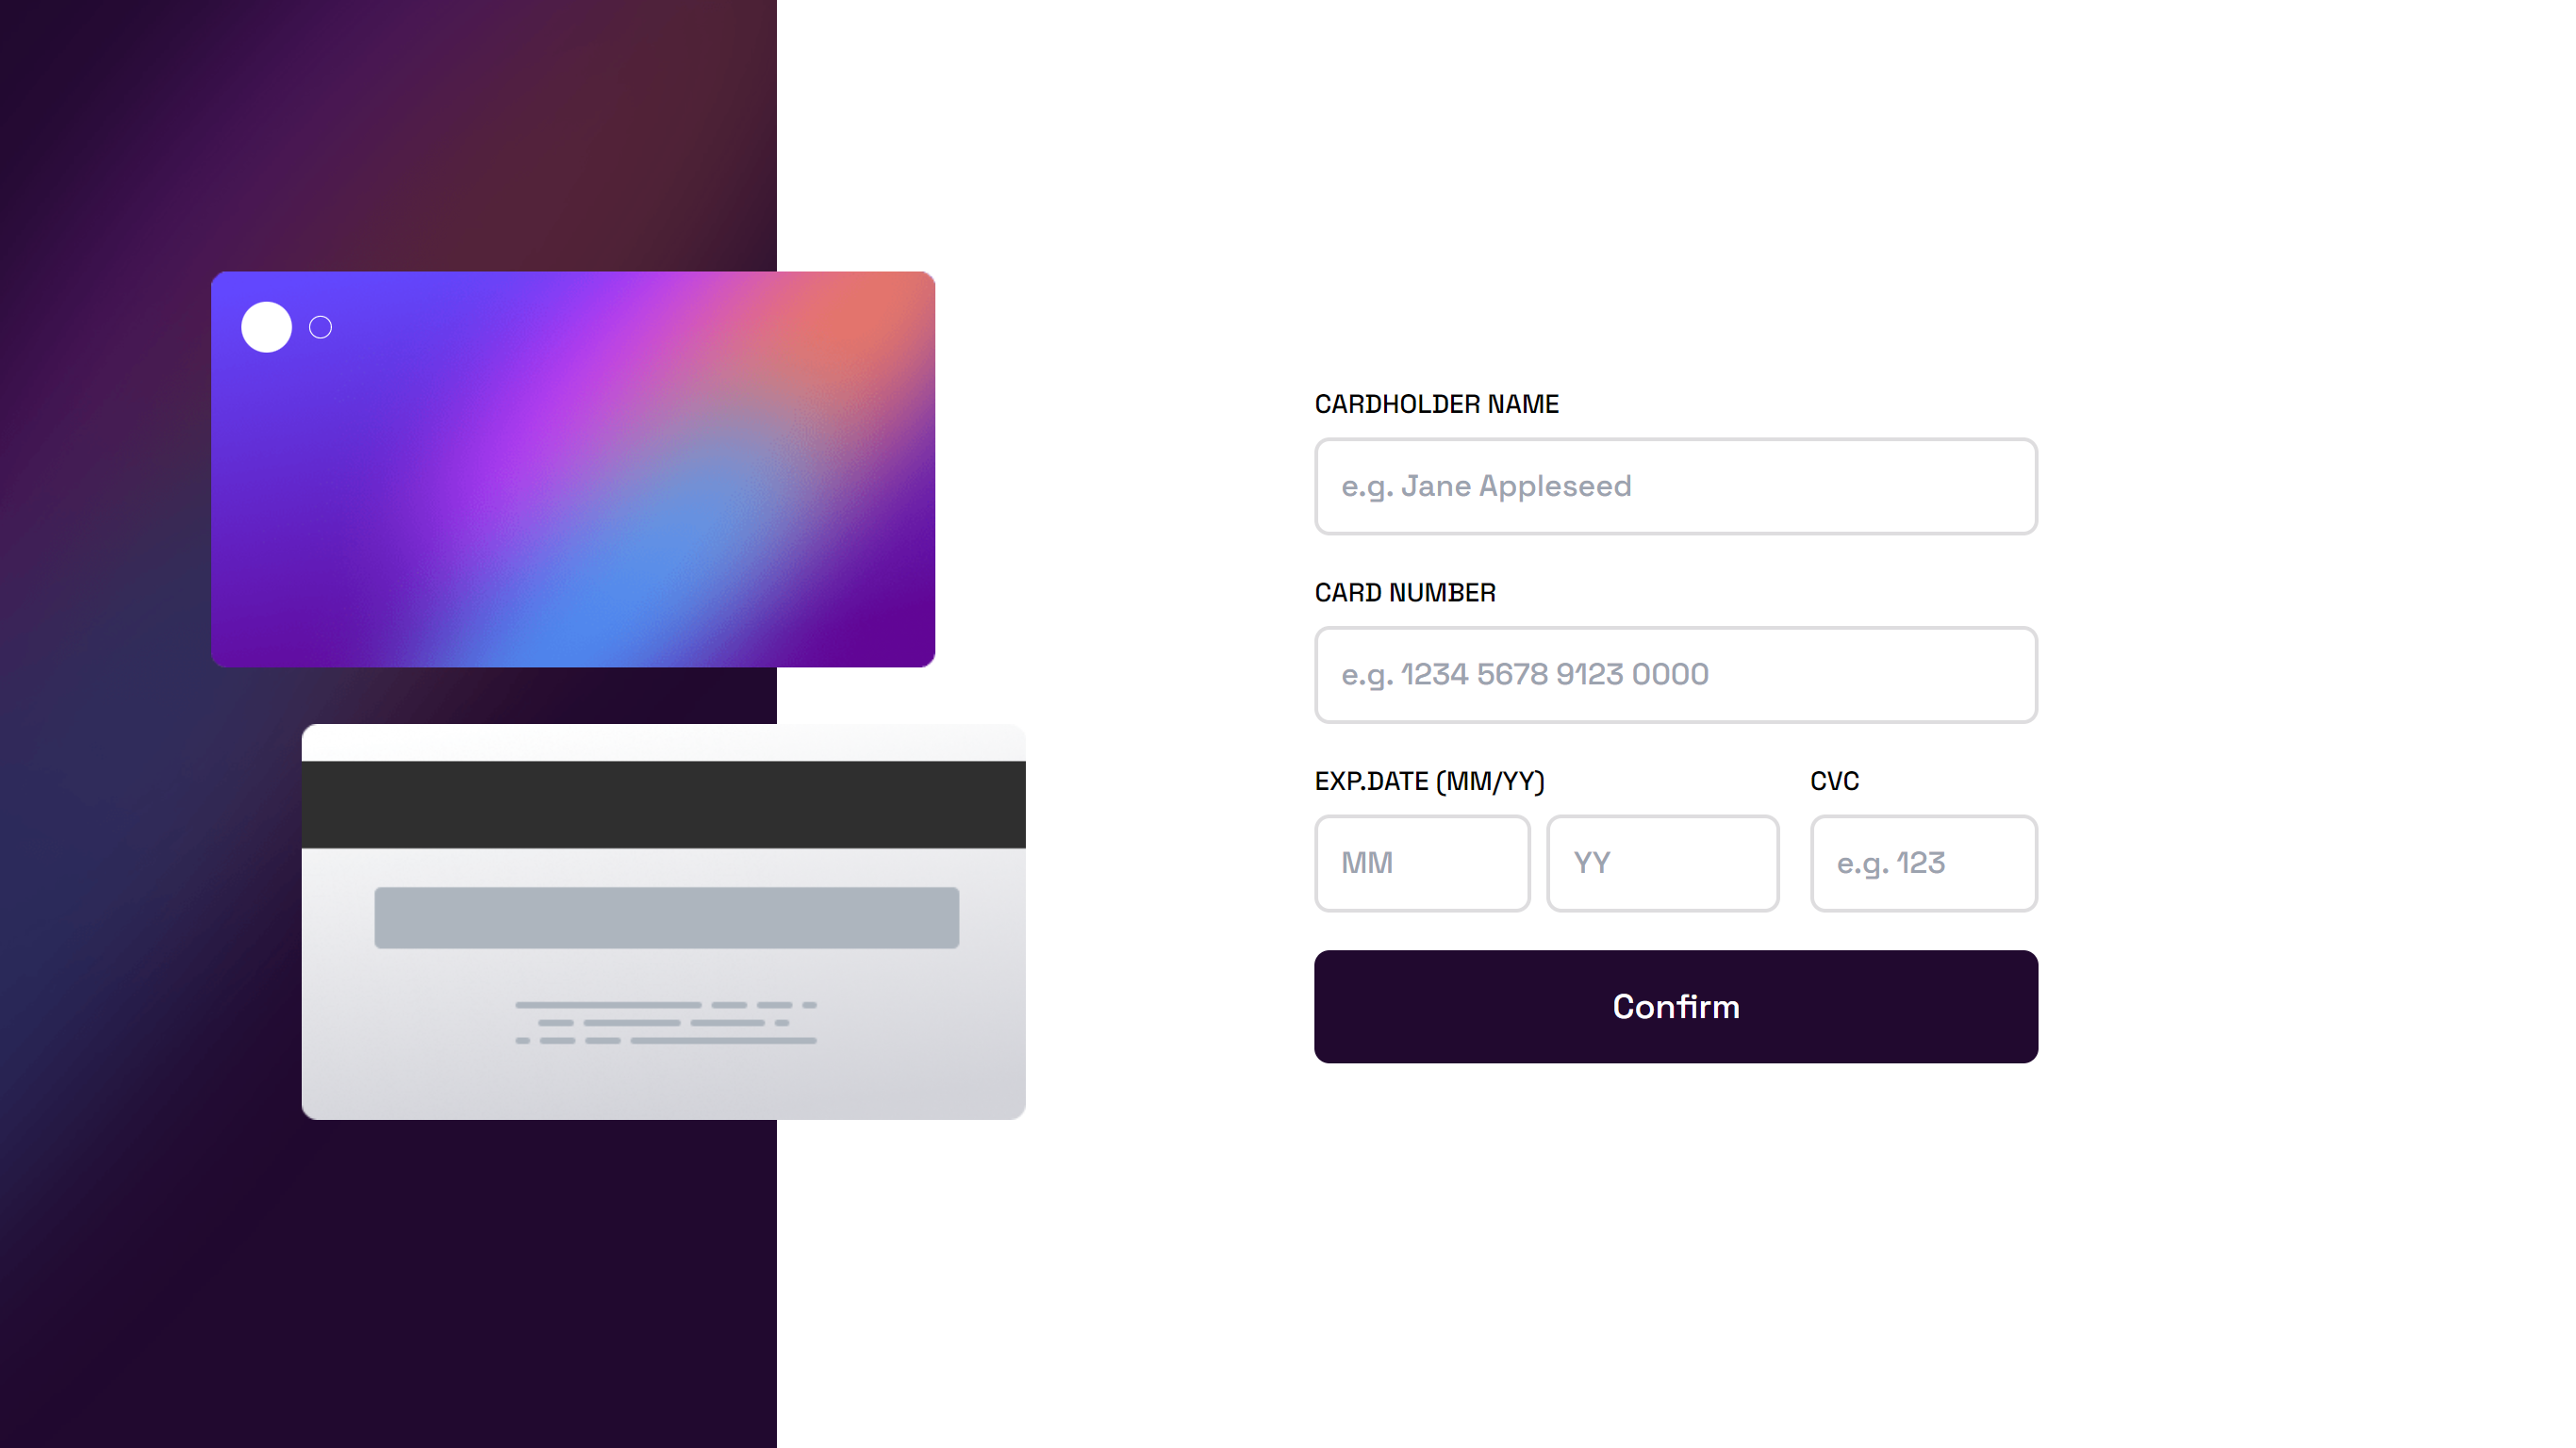 CARDHOLDER NAME
e.g. Jane Appleseed
CARD NUMBER
e.g. 1234 5678 9123 0000
EXP.DATE (MM/YY) CVC
MM YY e.g. 123
Confirm